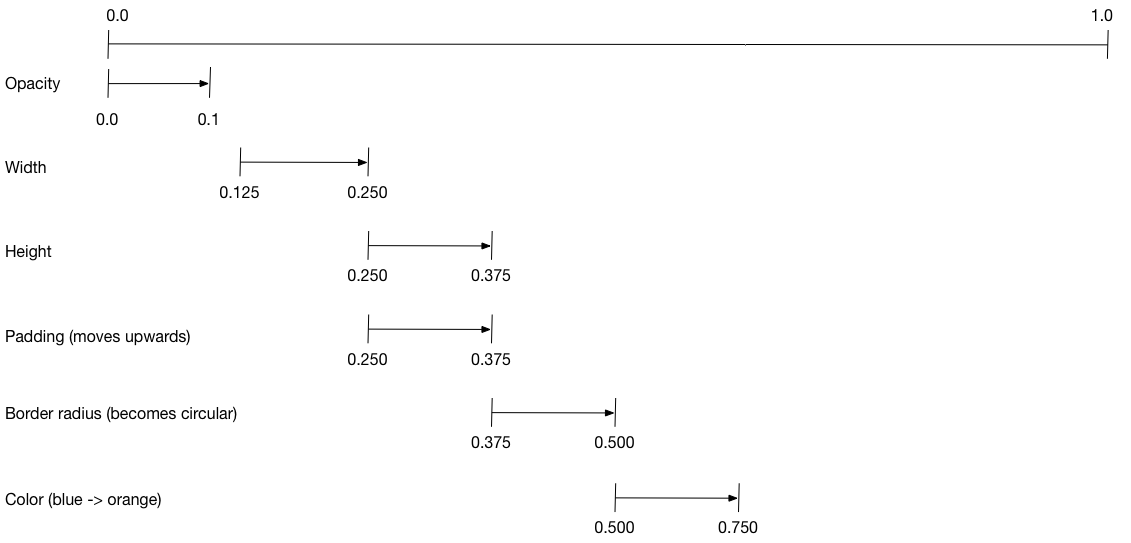 0.0 1.0
Opacity
0.0 0.1
Width
0.125 0.250
Height
0.250 0.375
Padding (moves upwards)
0.250 0.375
Border radius (becomes circular)
0.375 0.500
Color (blue -> orange)
0.500 0.750